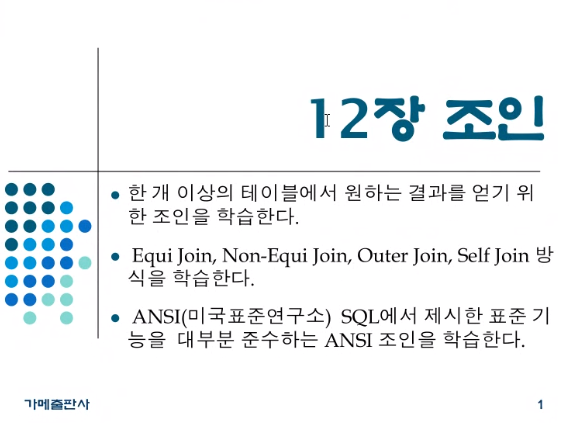 12장 조인
한 개 이상의 테이블에서 원하는 결과를 얻기 위
한 조인을 학습한다.
Equi Join, Non-Equi Join, Outer Join, Self Join 방
식을 학습한다.
ANSI(미국표준연구소) SQL에서 제시한 표준 기
능을 대부분 준수하는 ANSI 조인을 학습한다.
가메출판사
1